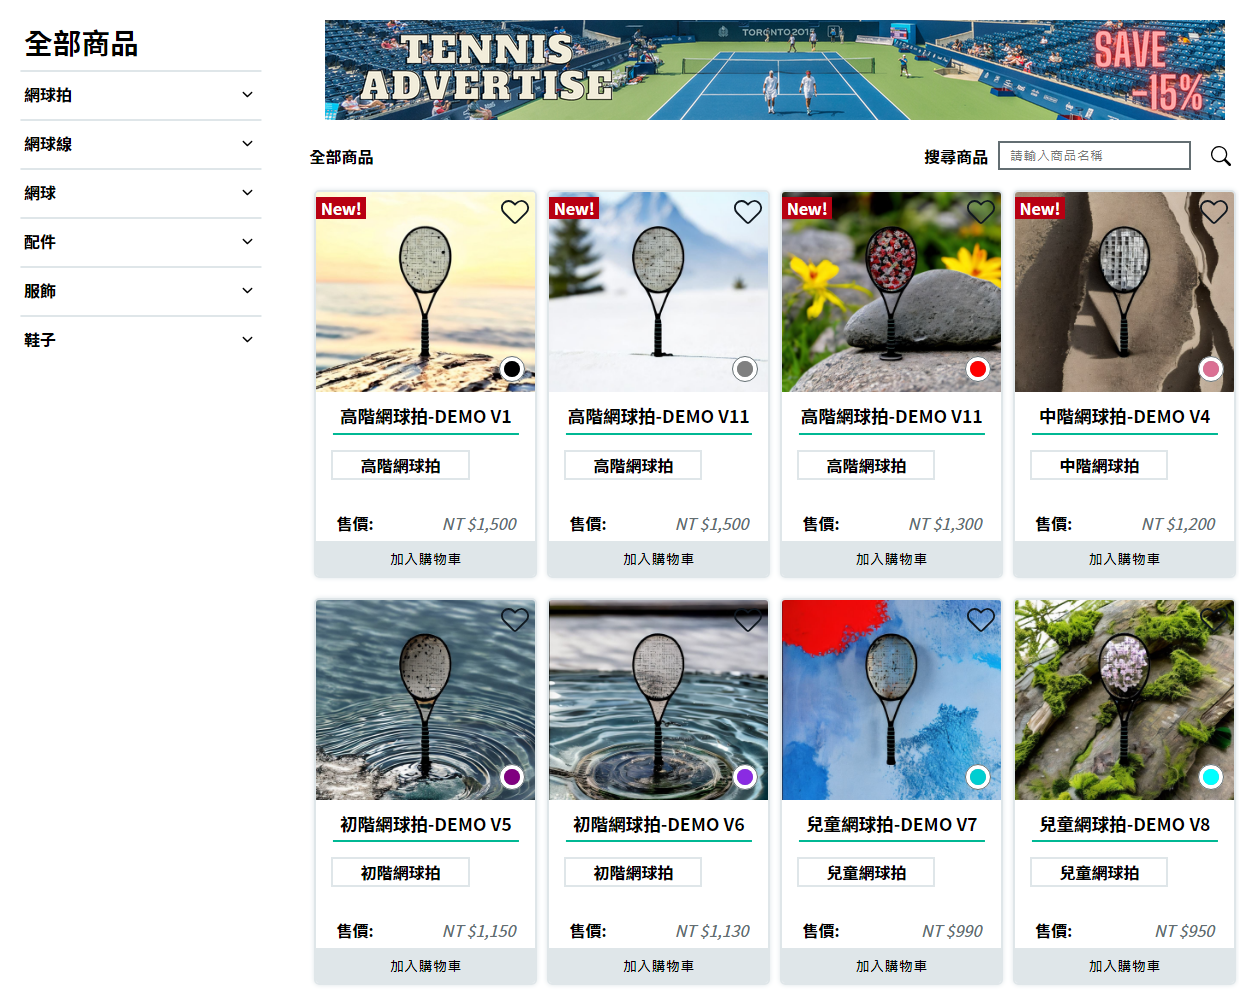 全部商品
網球拍
網球線
網球
配件
服飾
鞋子
TENNIS
ADVERTISE
TORONTO 2015
SAVE
-15%
全部商品
搜尋商品
請輸入商品名稱
New!
高階網球拍-DEMO V1
高階網球拍
售價:
NT $1,500
加入購物車
New!
高階網球拍-DEMO V11
高階網球拍
售價:
NT $1,500
加入購物車
New!
高階網球拍-DEMO V11
高階網球拍
售價:
NT $1,300
加入購物車
New!
中階網球拍-DEMO V4
中階網球拍
售價:
NT $1,200
加入購物車
初階網球拍-DEMO V5
初階網球拍
售價:
NT $1,150
加入購物車
初階網球拍-DEMO V6
初階網球拍
售價:
NT $1,130
加入購物車
兒童網球拍-DEMO V7
兒童網球拍
售價:
NT $990
加入購物車
兒童網球拍-DEMO V8
兒童網球拍
售價:
NT $950
加入購物車